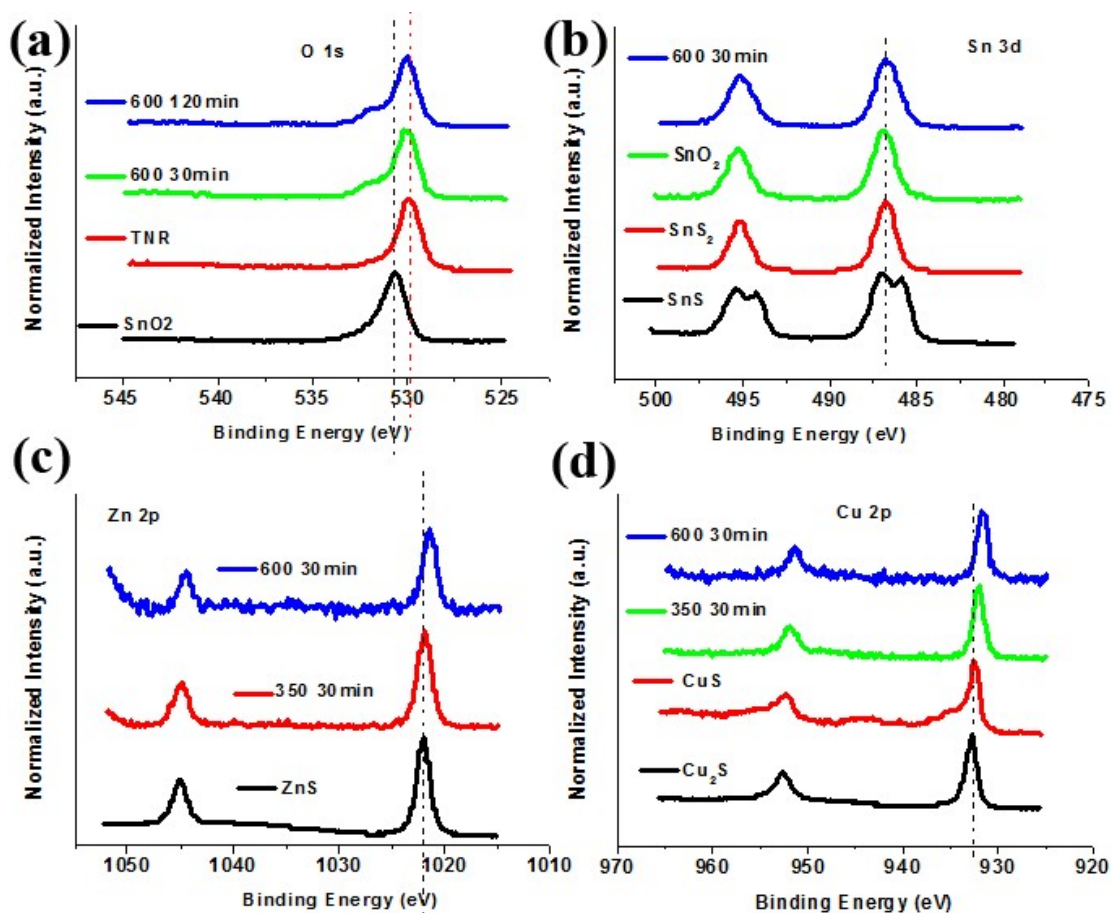 (a)
O 1s
600 120min
600 30min
TNR
SnO2
Normalized Intensity (a.u.)
545 540 535 530 525
Binding Energy (eV)
(b)
Sn 3d
600 30min
SnO₂
SnS₂
SnS
Normalized Intensity (a.u.)
500 495 490 485 480 475
Binding Energy (eV)
(c)
Zn 2p
600 30min
350 30min
ZnS
Normalized Intensity (a.u.)
1050 1040 1030 1020 1010
Binding Energy (eV)
(d)
Cu 2p
600 30min
350 30min
CuS
Cu₂S
Normalized Intensity (a.u.)
970 960 950 940 930 920
Binding Energy (eV)